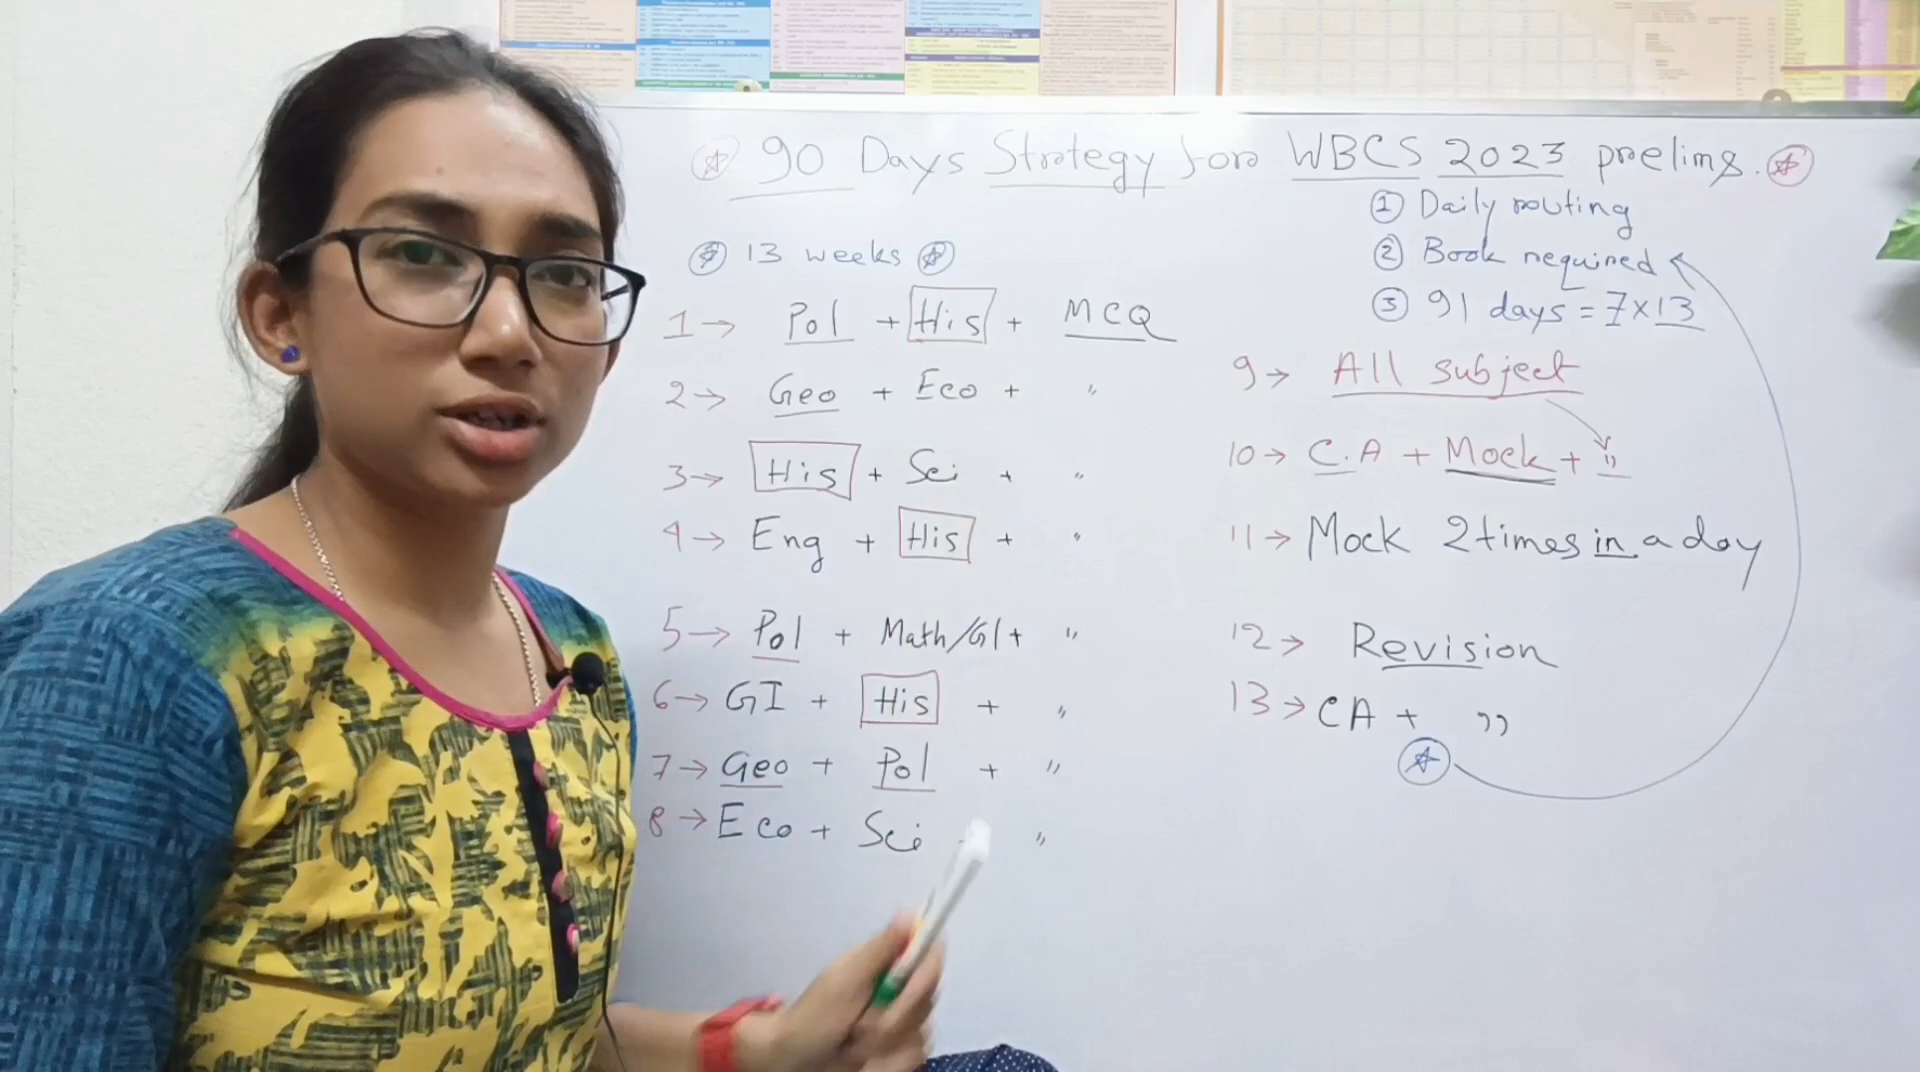 90 Days Strategy for WBCS 2023 prelims.
① Daily routing
② Book required
③ 91 days = 7×13
13 weeks
1→ Pol + His + MCQ
2→ Geo + Eco + "
3→ His + Sci + "
4→ Eng + His + "
5→ Pol + Math/GI + "
6→ GI + His + "
7→ Geo + Pol + "
8→ Eco + Sci "
9→ All subject
10→ C.A + Mock + "
11→ Mock 2times in a day
12→ Revision
13→ CA + "